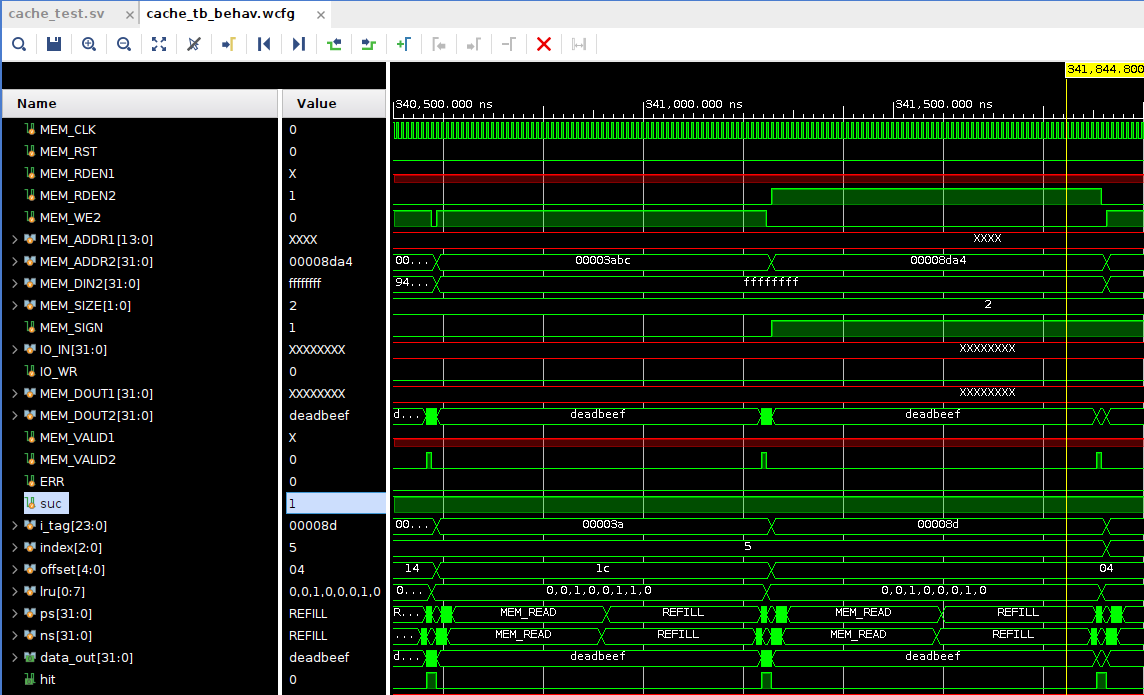 cache_test.sv × cache_tb_behav.wcfg ×
341,844.800
Name Value
340,500.000 ns 341,000.000 ns 341,500.000 ns
MEM_CLK 0
MEM_RST 0
MEM_RDEN1 X
MEM_RDEN2 1
MEM_WE2 0
MEM_ADDR1[13:0] XXXX XXXX
MEM_ADDR2[31:0] 00008da4 00... 00003abc 00008da4
MEM_DIN2[31:0] ffffffff 94... ffffffff
MEM_SIZE[1:0] 2 2
MEM_SIGN 1
IO_IN[31:0] XXXXXXXX XXXXXXXX
IO_WR 0
MEM_DOUT1[31:0] XXXXXXXX XXXXXXXX
MEM_DOUT2[31:0] deadbeef d... deadbeef deadbeef
MEM_VALID1 X
MEM_VALID2 0
ERR 0
suc 1
i_tag[23:0] 00008d 00... 00003a 00008d
index[2:0] 5 5
offset[4:0] 04 14 1c 04
lru[0:7] 0,0,1,0,0,0,1,0 0... 0,0,1,0,0,1,1,0 0,0,1,0,0,0,1,0
ps[31:0] REFILL R... MEM_READ REFILL MEM_READ REFILL
ns[31:0] REFILL ... MEM_READ REFILL MEM_READ REFILL
data_out[31:0] deadbeef d... deadbeef deadbeef
hit 0